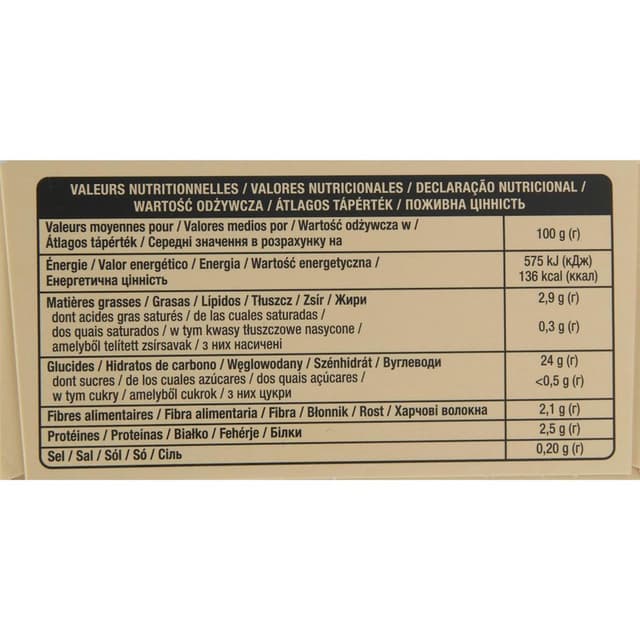 VALEURS NUTRITIONNELLES / VALORES NUTRICIONALES / DECLARAÇÃO NUTRICIONAL /
WARTOŚĆ ODŻYWCZA / ÁTLAGOS TÁPÉRTÉK / ПОЖИВНА ЦІННІСТЬ
Valeurs moyennes pour / Valores medios por / Wartość odżywcza w /
Átlagos tápérték / Середні значення в розрахунку на
100 g (г)
Énergie / Valor energético / Energia / Wartość energetyczna /
Енергетична цінність
575 kJ (кДж)
136 kcal (ккал)
Matières grasses / Grasas / Lípidos / Tłuszcz / Zsír / Жири
2,9 g (г)
dont acides gras saturés / de las cuales saturadas /
dos quais saturados / w tym kwasy tłuszczowe nasycone /
amelyből telített zsírsavak / з них насичені
0,3 g (г)
Glucides / Hidratos de carbono / Węglowodany / Szénhidrát / Вуглеводи
24 g (г)
dont sucres / de los cuales azúcares / dos quais açúcares /
w tym cukry / amelyből cukrok / з них цукри
<0,5 g (г)
Fibres alimentaires / Fibra alimentaria / Fibra / Błonnik / Rost / Харчові волокна
2,1 g (г)
Protéines / Proteínas / Białko / Fehérje / Білки
2,5 g (г)
Sel / Sal / Sól / Só / Сіль
0,20 g (г)